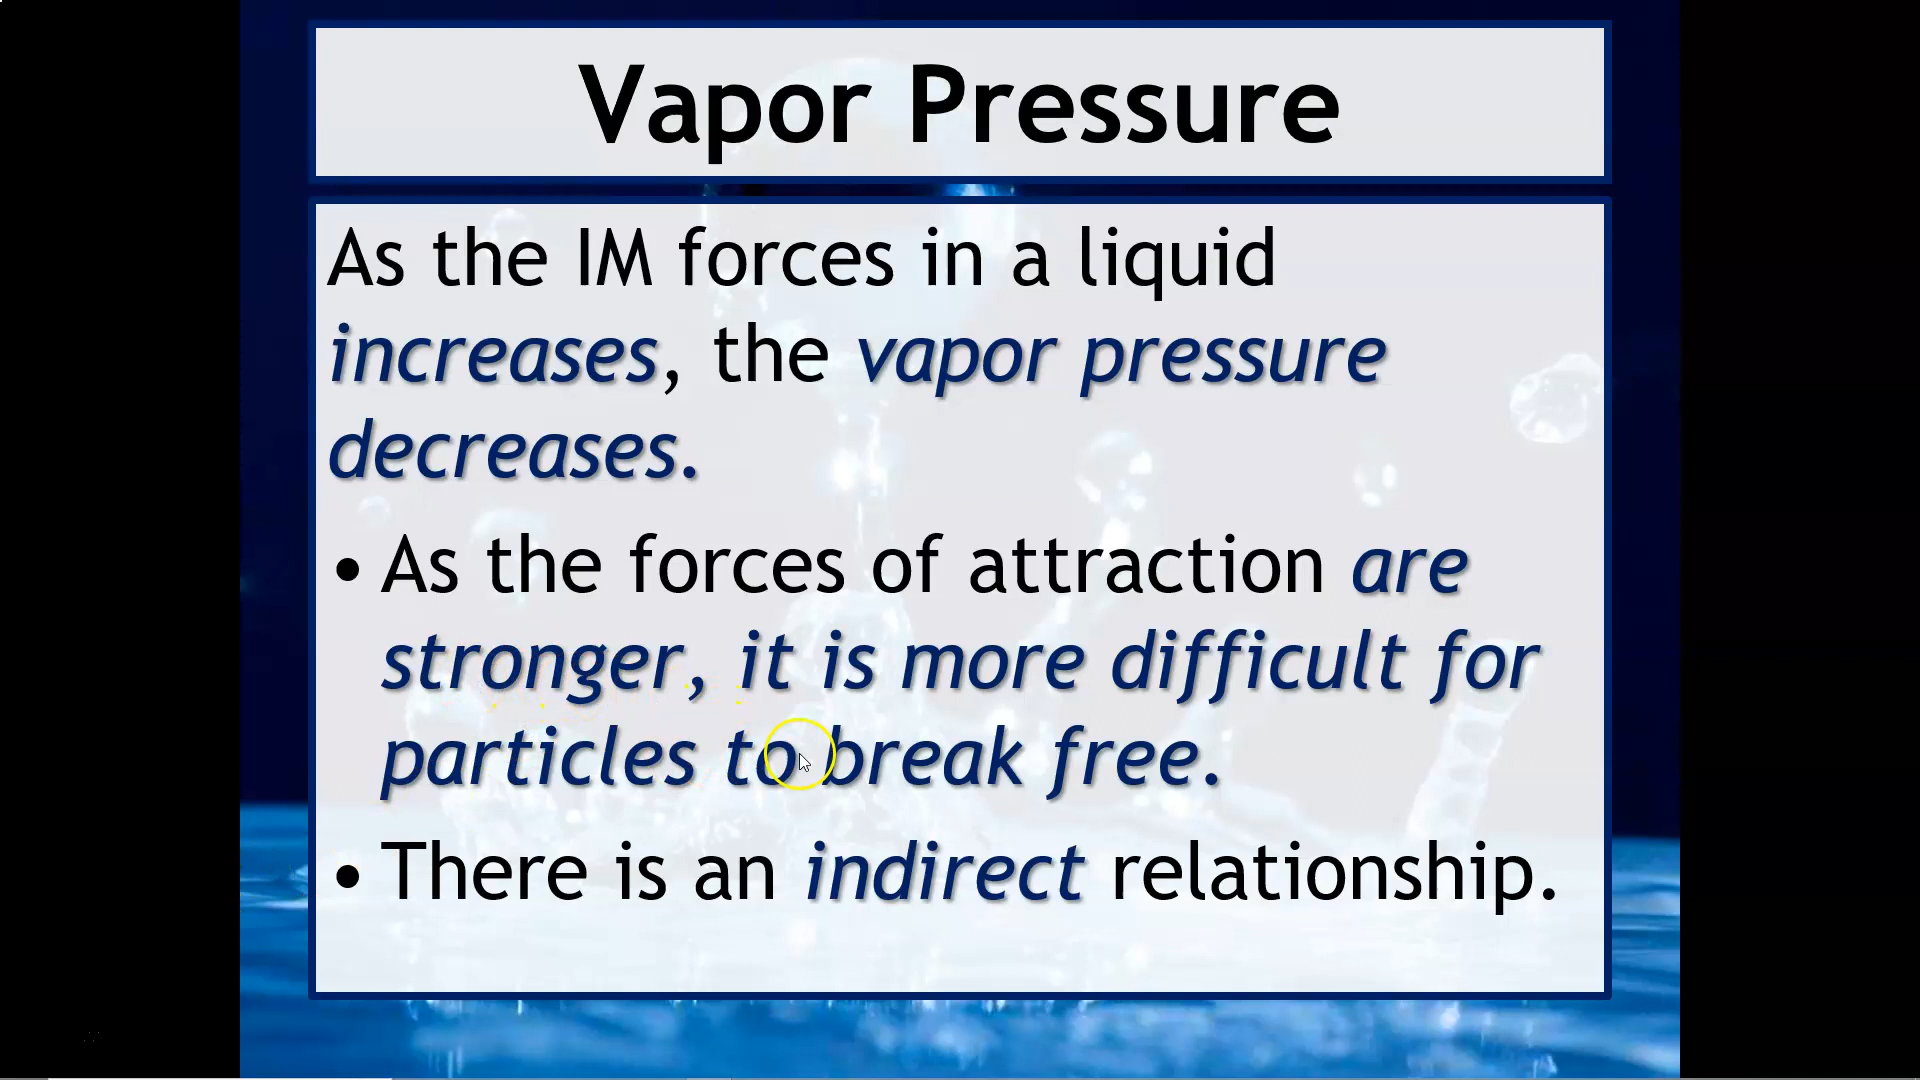 Vapor Pressure
As the IM forces in a liquid
increases, the vapor pressure
decreases.
• As the forces of attraction are
stronger, it is more difficult for
particles to break free.
• There is an indirect relationship.